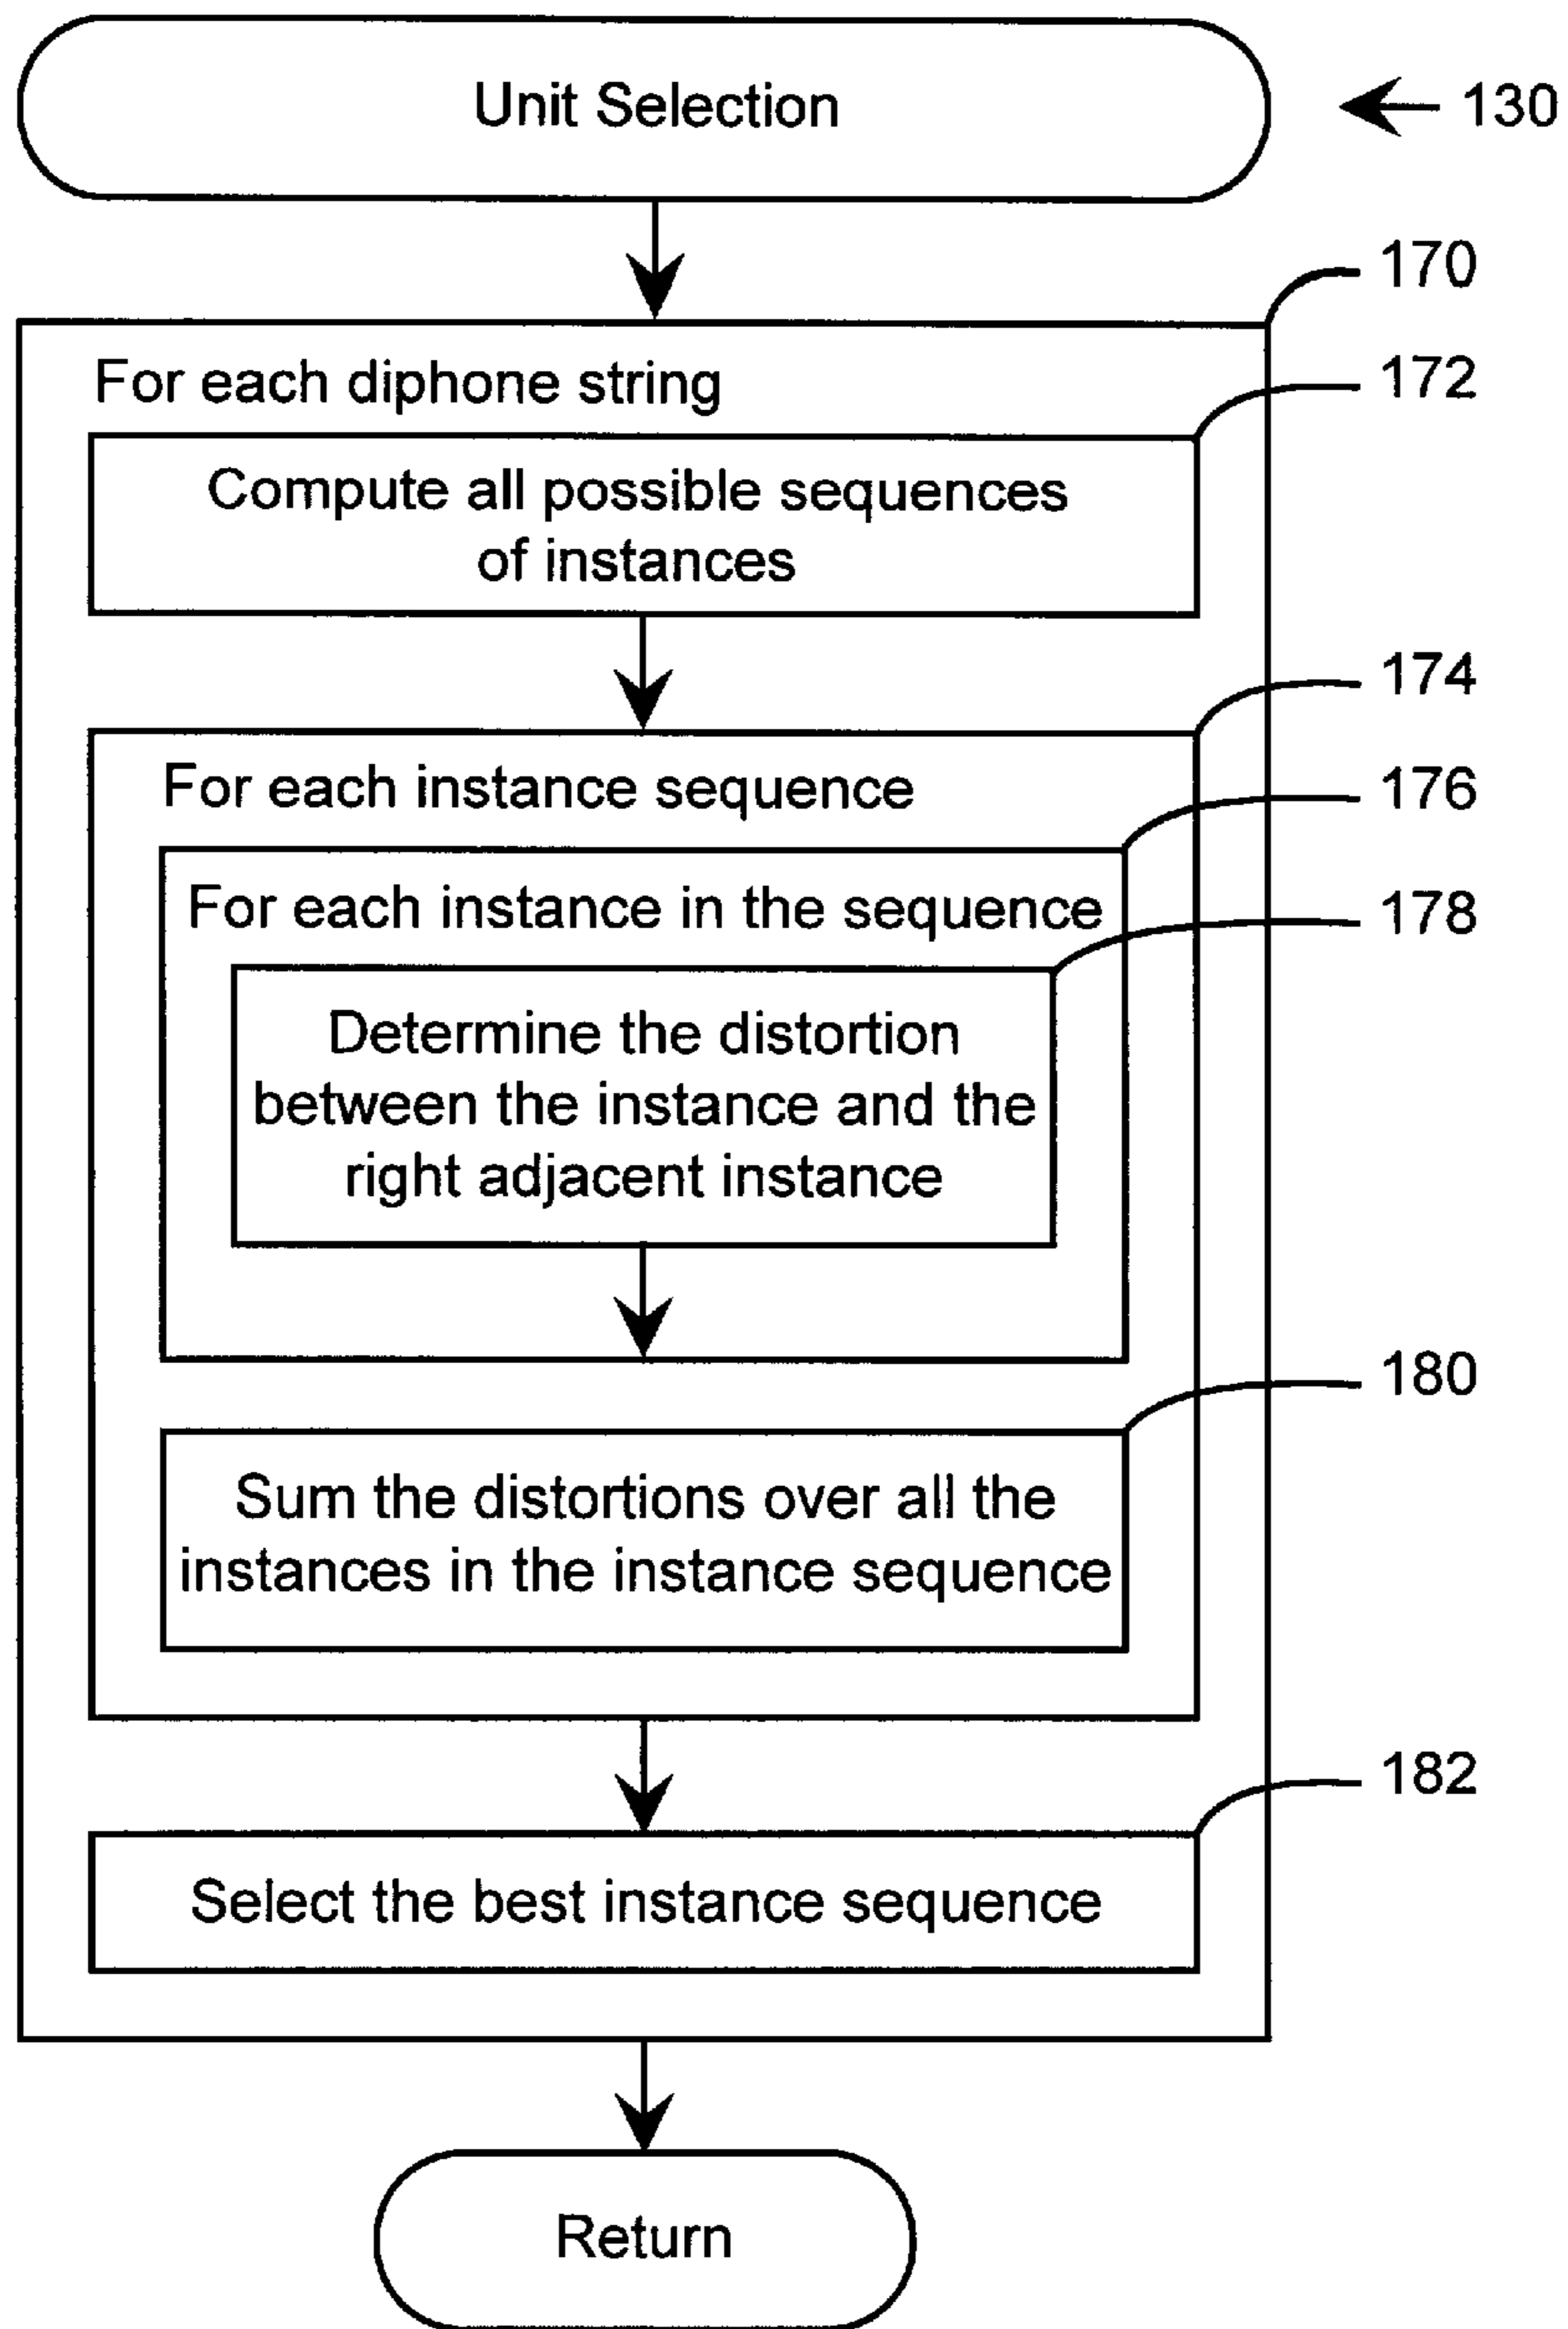 Unit Selection
130
170
For each diphone string
172
Compute all possible sequences
of instances
174
For each instance sequence
176
For each instance in the sequence
178
Determine the distortion
between the instance and the
right adjacent instance
180
Sum the distortions over all the
instances in the instance sequence
182
Select the best instance sequence
Return